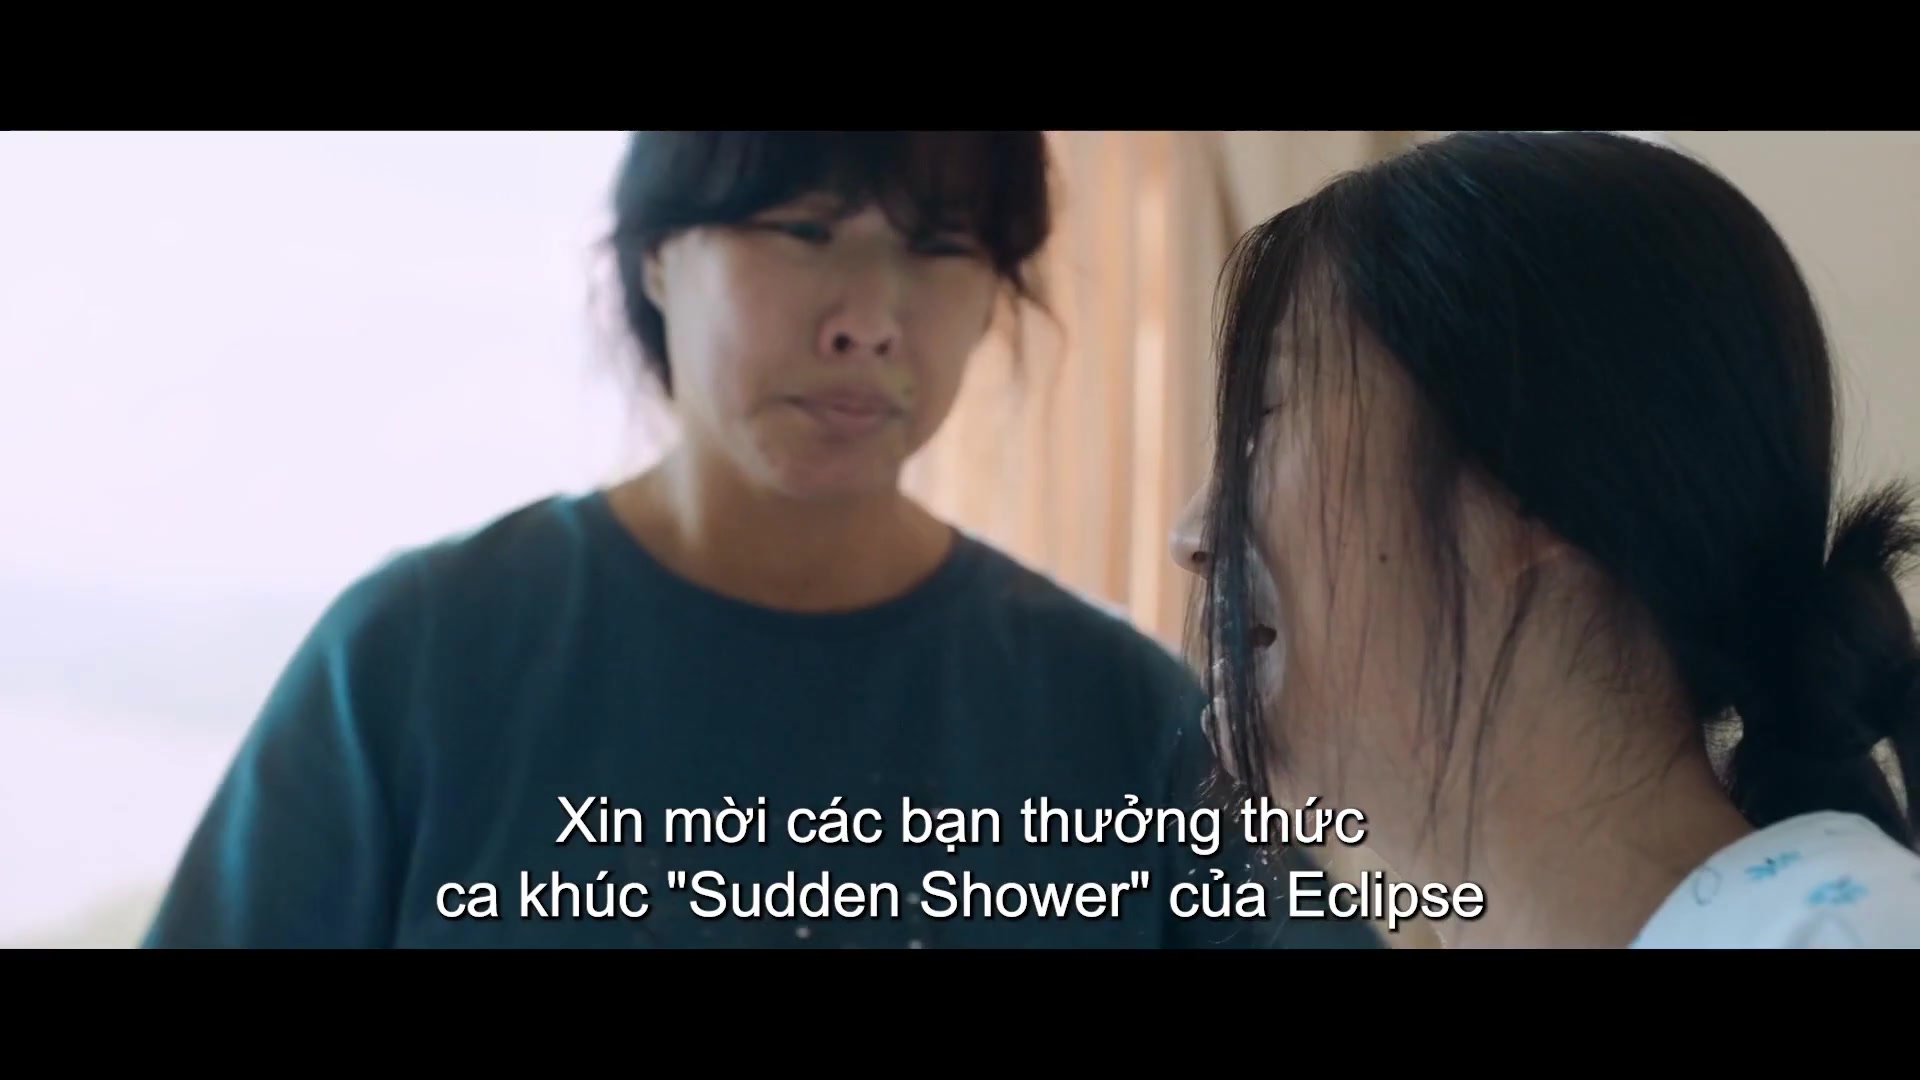 Xin mời các bạn thưởng thức
ca khúc "Sudden Shower" của Eclipse